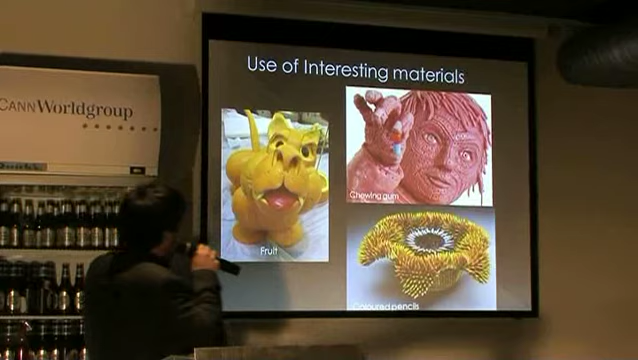 CANNWorldgroup
Use of Interesting materials
Chewing gum
Fruit
Coloured pencils